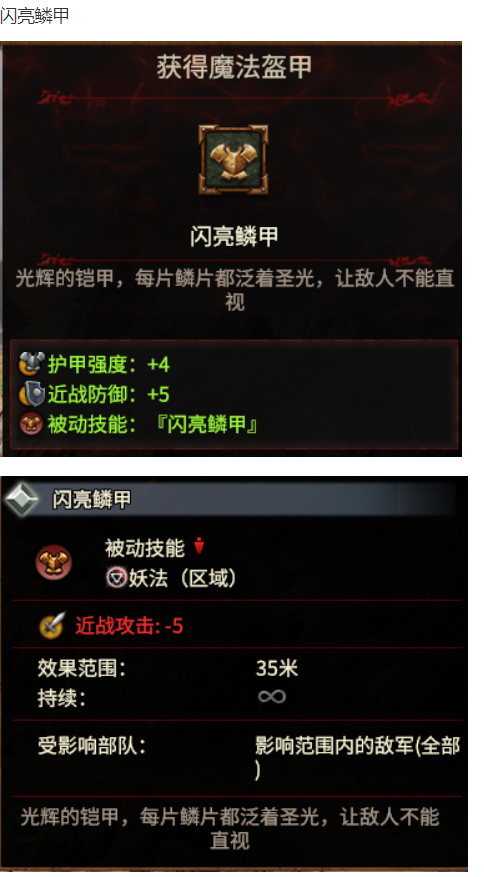 闪亮鳞甲
获得魔法盔甲
闪亮鳞甲
光辉的铠甲，每片鳞片都泛着圣光，让敌人不能直
视
护甲强度：+4
近战防御：+5
被动技能：『闪亮鳞甲』
闪亮鳞甲
被动技能
妖法（区域）
近战攻击: -5
效果范围： 35米
持续： ∞
受影响部队： 影响范围内的敌军(全部
)
光辉的铠甲，每片鳞片都泛着圣光，让敌人不能
直视